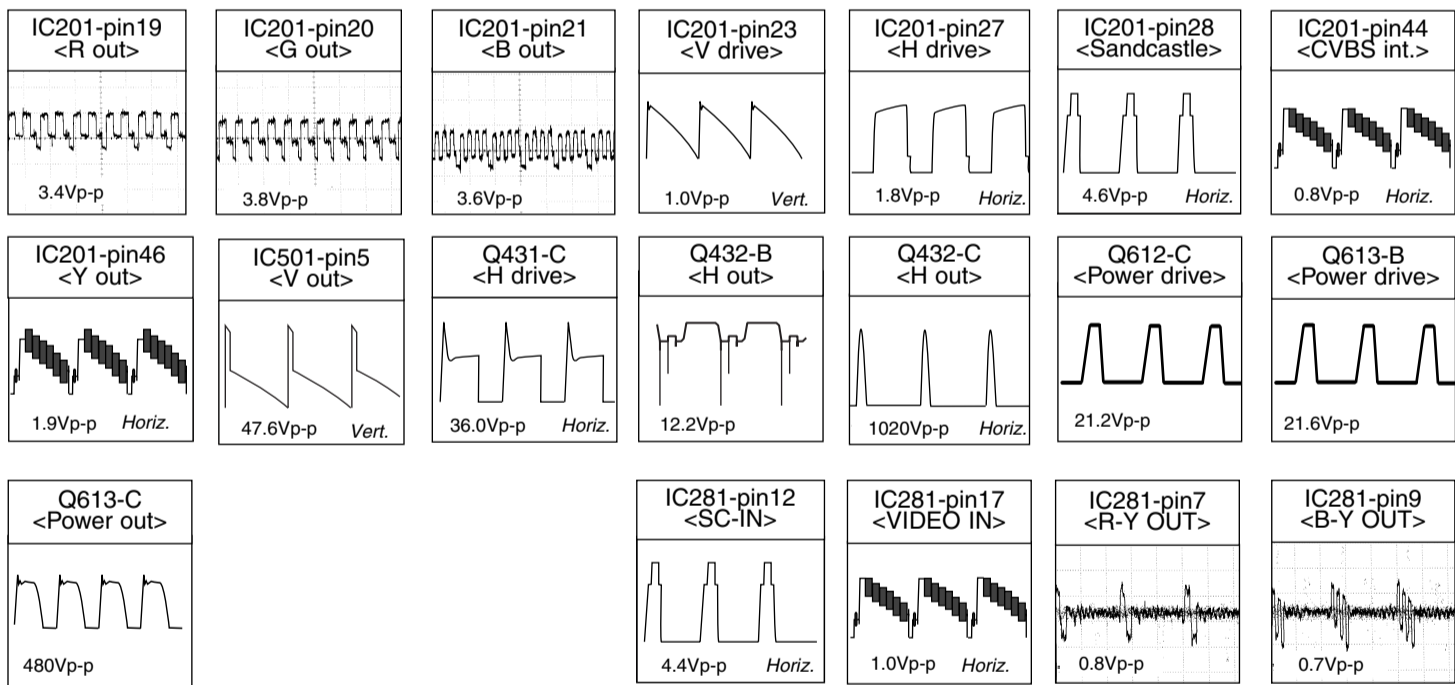 IC201-pin19
<R out>
3.4Vp-p
IC201-pin20
<G out>
3.8Vp-p
IC201-pin21
<B out>
3.6Vp-p
IC201-pin23
<V drive>
1.0Vp-p Vert.
IC201-pin27
<H drive>
1.8Vp-p Horiz.
IC201-pin28
<Sandcastle>
4.6Vp-p Horiz.
IC201-pin44
<CVBS int.>
0.8Vp-p Horiz.
IC201-pin46
<Y out>
1.9Vp-p Horiz.
IC501-pin5
<V out>
47.6Vp-p Vert.
Q431-C
<H drive>
36.0Vp-p Horiz.
Q432-B
<H out>
12.2Vp-p
Q432-C
<H out>
1020Vp-p Horiz.
Q612-C
<Power drive>
21.2Vp-p
Q613-B
<Power drive>
21.6Vp-p
Q613-C
<Power out>
480Vp-p
IC281-pin12
<SC-IN>
4.4Vp-p Horiz.
IC281-pin17
<VIDEO IN>
1.0Vp-p Horiz.
IC281-pin7
<R-Y OUT>
0.8Vp-p
IC281-pin9
<B-Y OUT>
0.7Vp-p